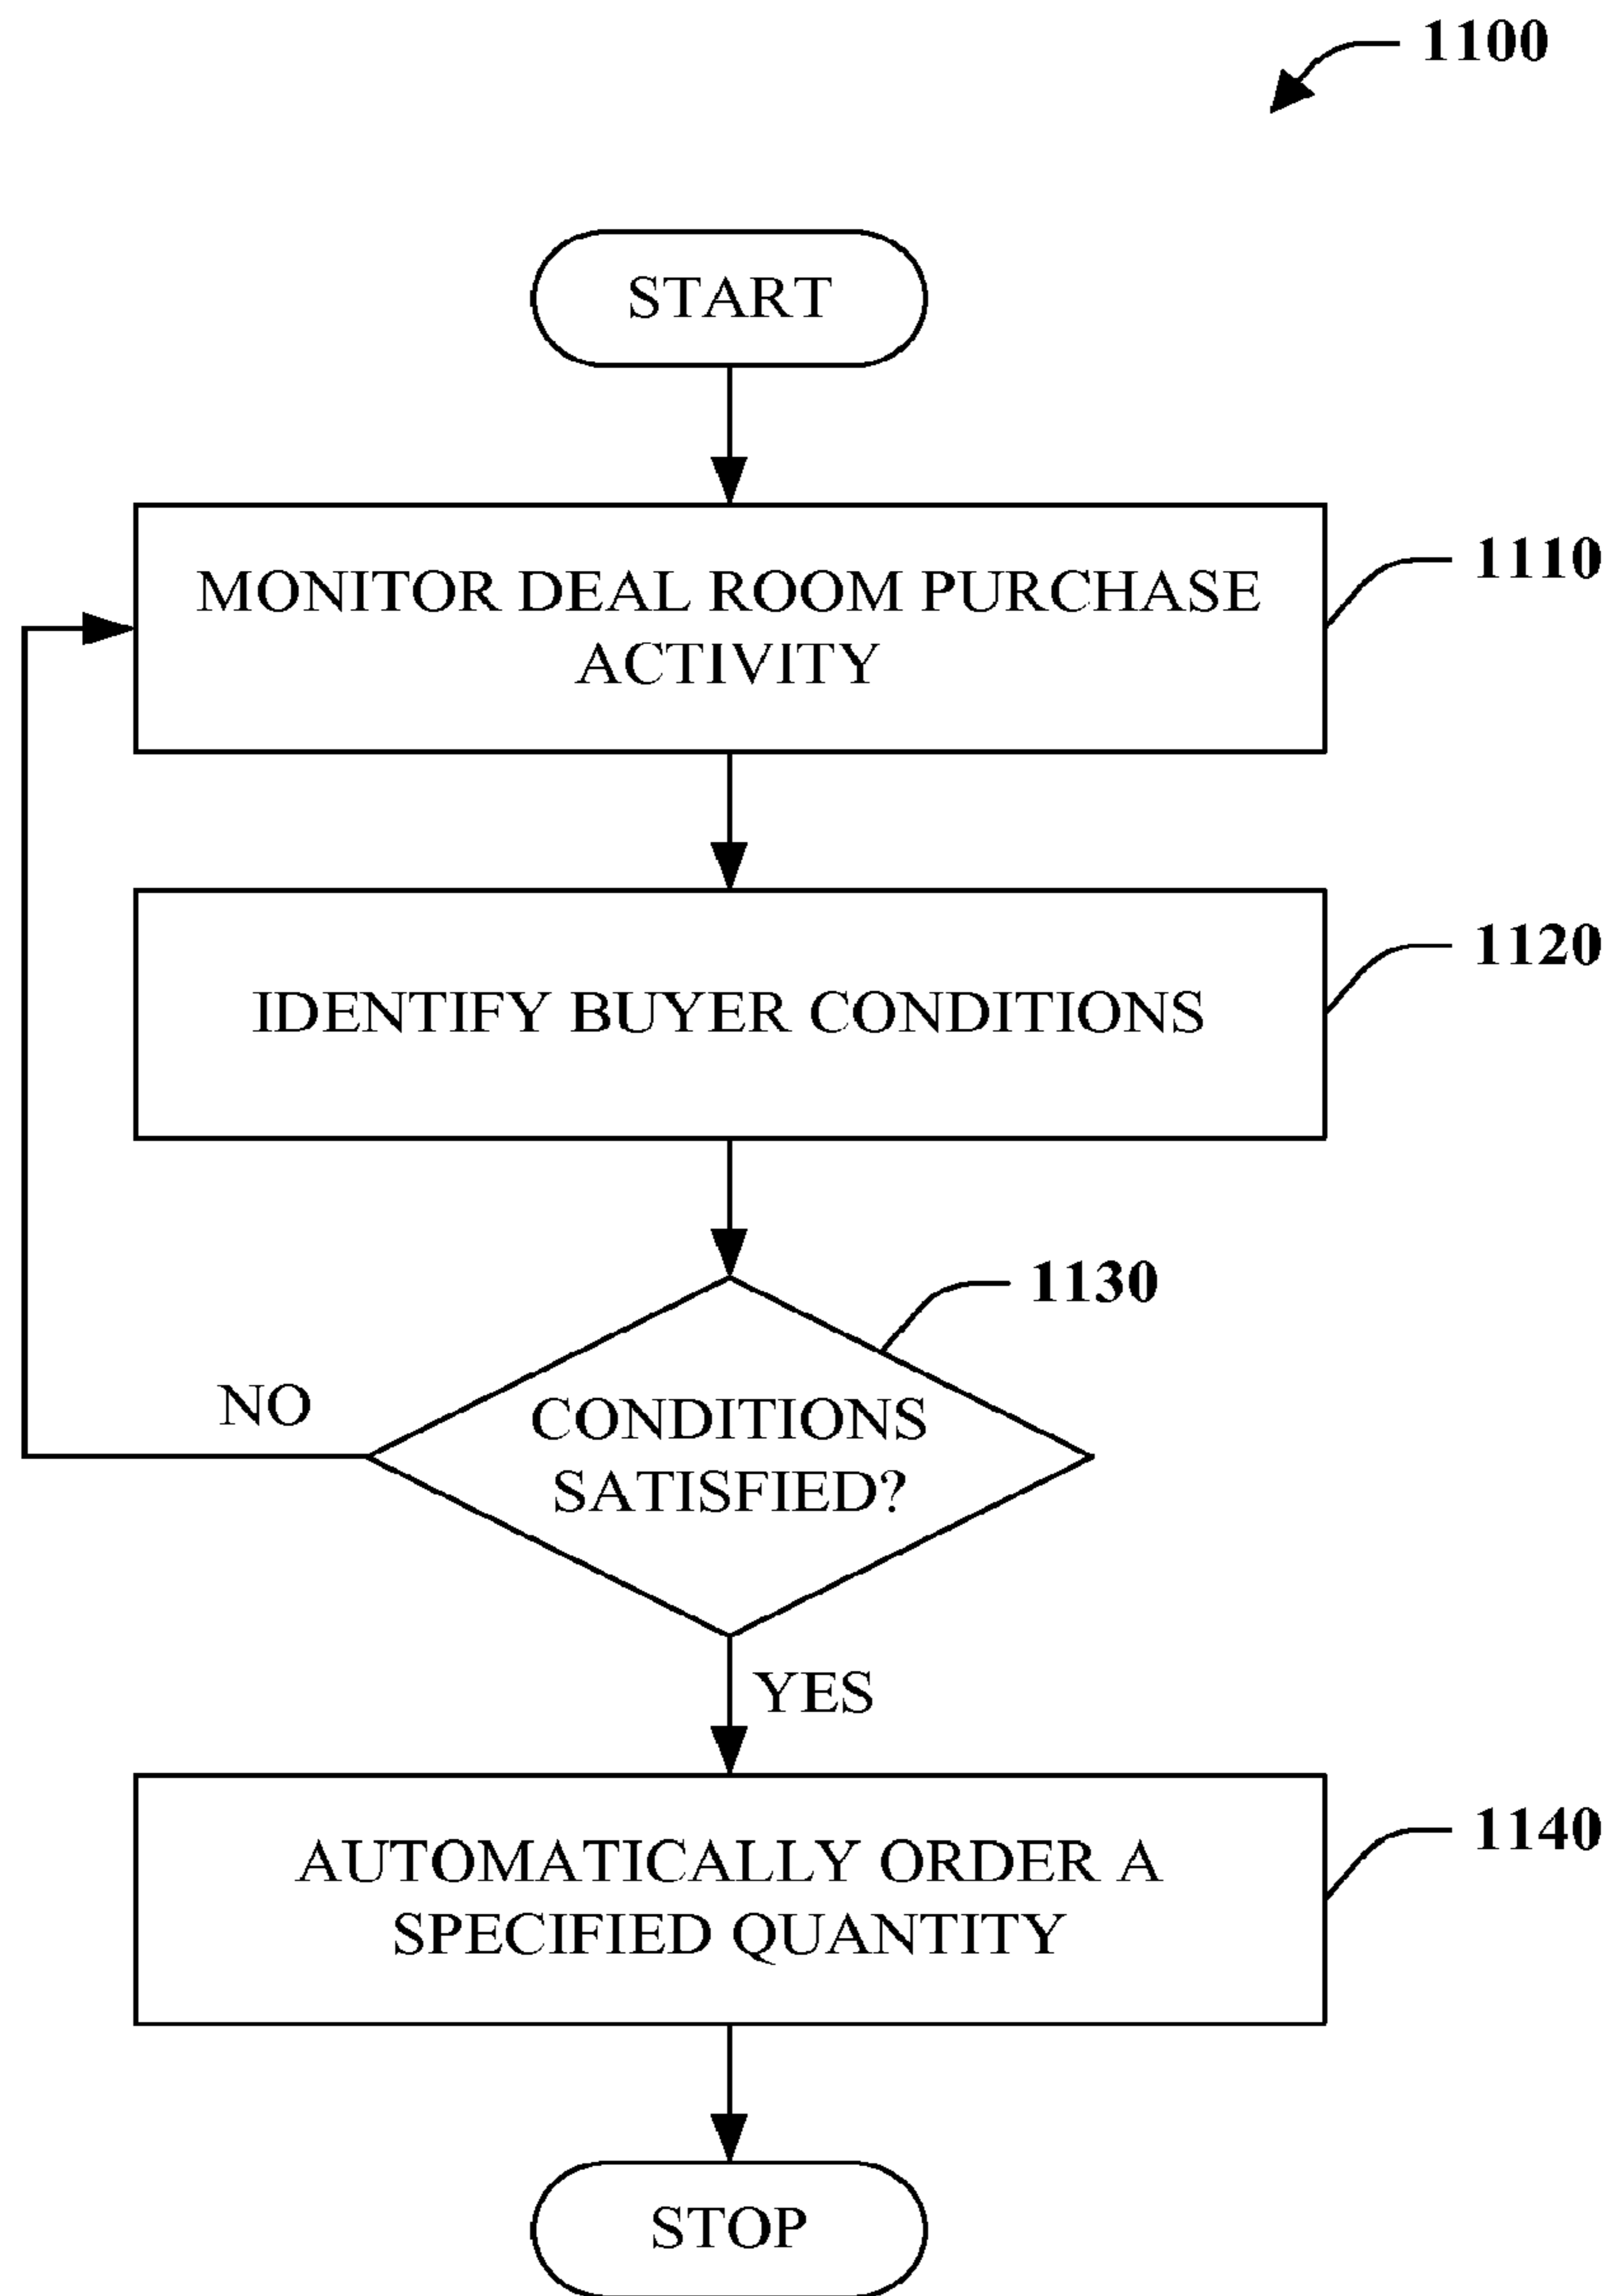 1100
START
MONITOR DEAL ROOM PURCHASE
ACTIVITY
1110
IDENTIFY BUYER CONDITIONS
1120
1130
CONDITIONS
SATISFIED?
NO
YES
AUTOMATICALLY ORDER A
SPECIFIED QUANTITY
1140
STOP